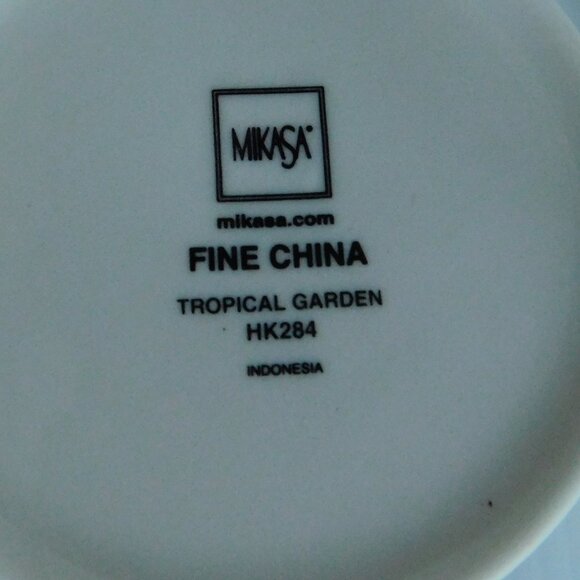 MIKASA
mikasa.com
FINE CHINA
TROPICAL GARDEN
HK284
INDONESIA